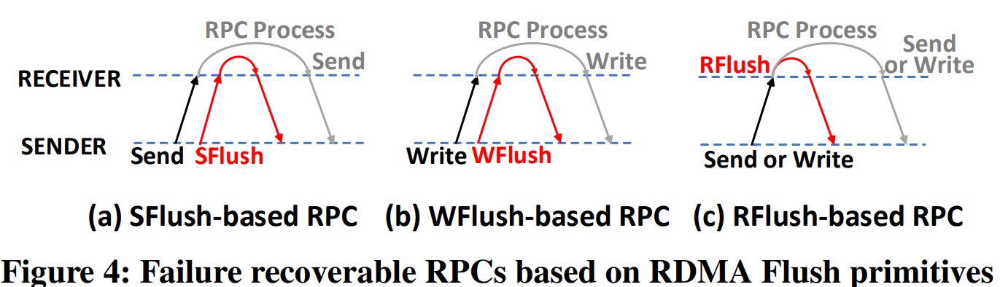 RPC Process
RPC Process
RPC Process
Send
Write
Send
or Write
RFlush
RECEIVER
SENDER
Send SFlush
Write WFlush
Send or Write
(a) SFlush-based RPC
(b) WFlush-based RPC
(c) RFlush-based RPC
Figure 4: Failure recoverable RPCs based on RDMA Flush primitives